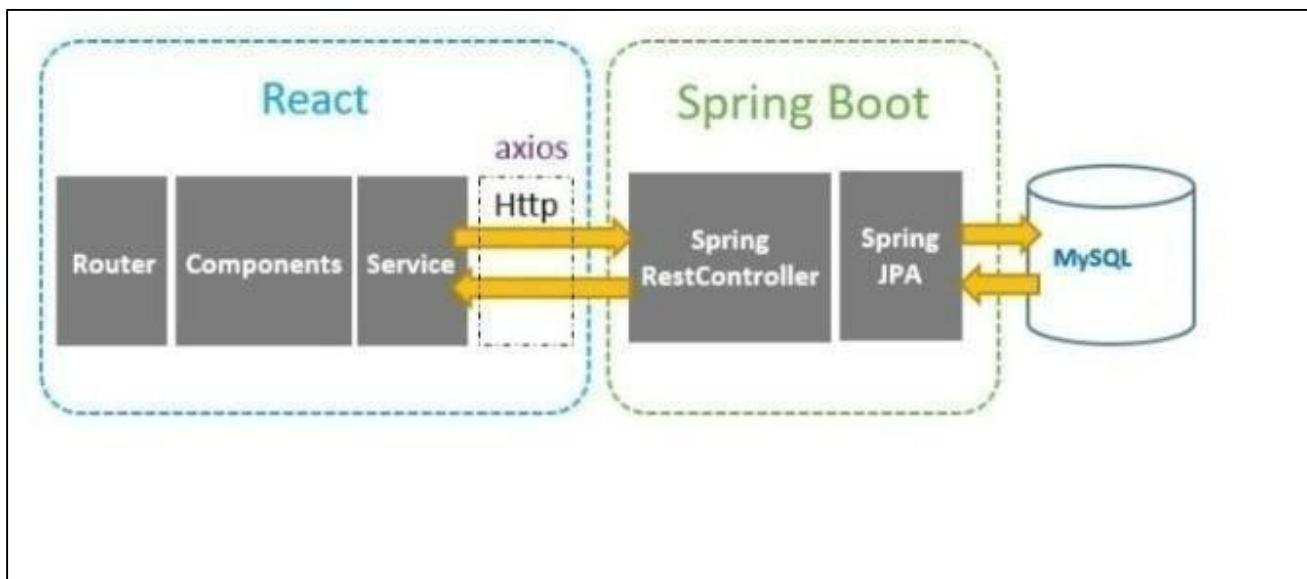 React
Spring Boot
axios
Http
Router
Components
Service
Spring
RestController
Spring
JPA
MySQL